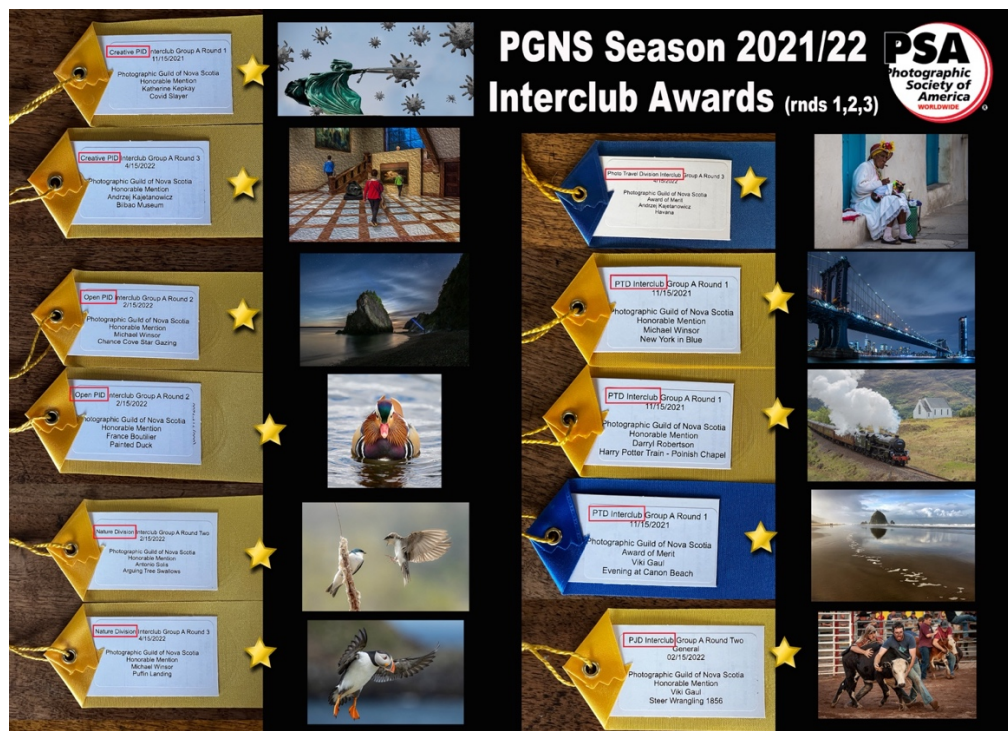 PGNS Season 2021/22
Interclub Awards (rnds 1,2,3)
PSA
Photographic
Society of
America
WORLDWIDE
®
Creative PID Interclub Group A Round 1
11/15/2021
Photographic Guild of Nova Scotia
Honorable Mention
Katherine Kepkay
Covid Slayer
Creative PID Interclub Group A Round 3
4/15/2022
Photographic Guild of Nova Scotia
Honorable Mention
Andrzej Kajetanowicz
Bibao Museum
Open PID Interclub Group A Round 2
2/15/2022
Photographic Guild of Nova Scotia
Honorable Mention
Michael Winsor
Chance Cove Star Gazing
Open PID Interclub Group A Round 2
2/15/2022
Photographic Guild of Nova Scotia
Honorable Mention
France Boutilier
Painted Duck
Nature Division Interclub Group A Round Two
2/15/2022
Photographic Guild of Nova Scotia
Honorable Mention
Antonio Solis
Arguing Tree Swallows
Nature Division Interclub Group A Round 3
4/15/2022
Photographic Guild of Nova Scotia
Honorable Mention
Michael Winsor
Puffin Landing
Photo Travel Division Interclub Group A Round 3
4/15/2022
Photographic Guild of Nova Scotia
Award of Merit
Andrzej Kajetanowicz
Havana
PTD Interclub Group A Round 1
11/15/2021
Photographic Guild of Nova Scotia
Honorable Mention
Michael Winsor
New York in Blue
PTD Interclub Group A Round 1
11/15/2021
Photographic Guild of Nova Scotia
Honorable Mention
Darryl Robertson
Harry Potter Train - Poinish Chapel
PTD Interclub Group A Round 1
11/15/2021
Photographic Guild of Nova Scotia
Award of Merit
Viki Gaul
Evening at Canon Beach
PJD Interclub Group A Round Two
General
02/15/2022
Photographic Guild of Nova Scotia
Honorable Mention
Viki Gaul
Steer Wrangling 1856